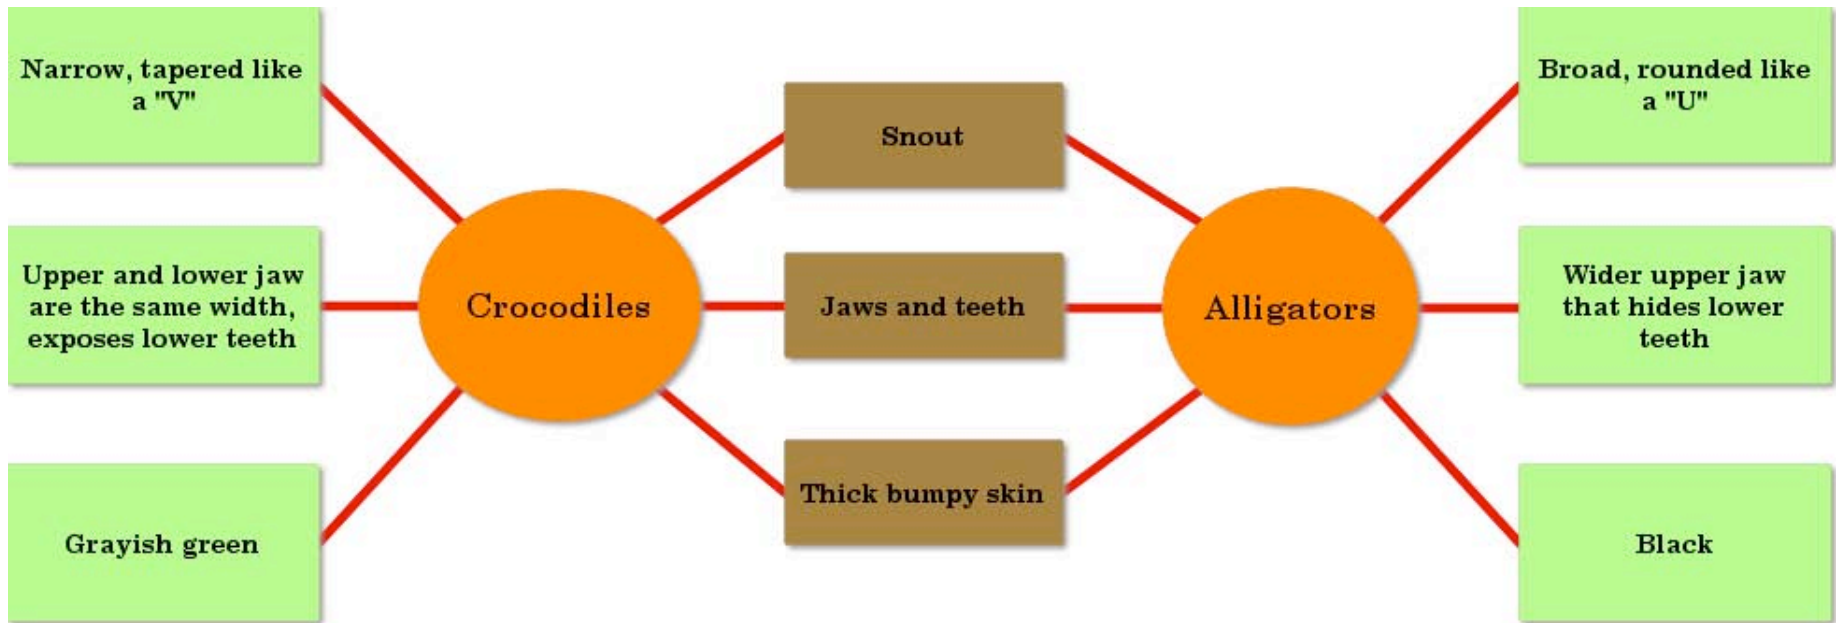 Narrow, tapered like
a "V"
Upper and lower jaw
are the same width,
exposes lower teeth
Grayish green
Crocodiles
Snout
Jaws and teeth
Thick bumpy skin
Alligators
Broad, rounded like
a "U"
Wider upper jaw
that hides lower
teeth
Black